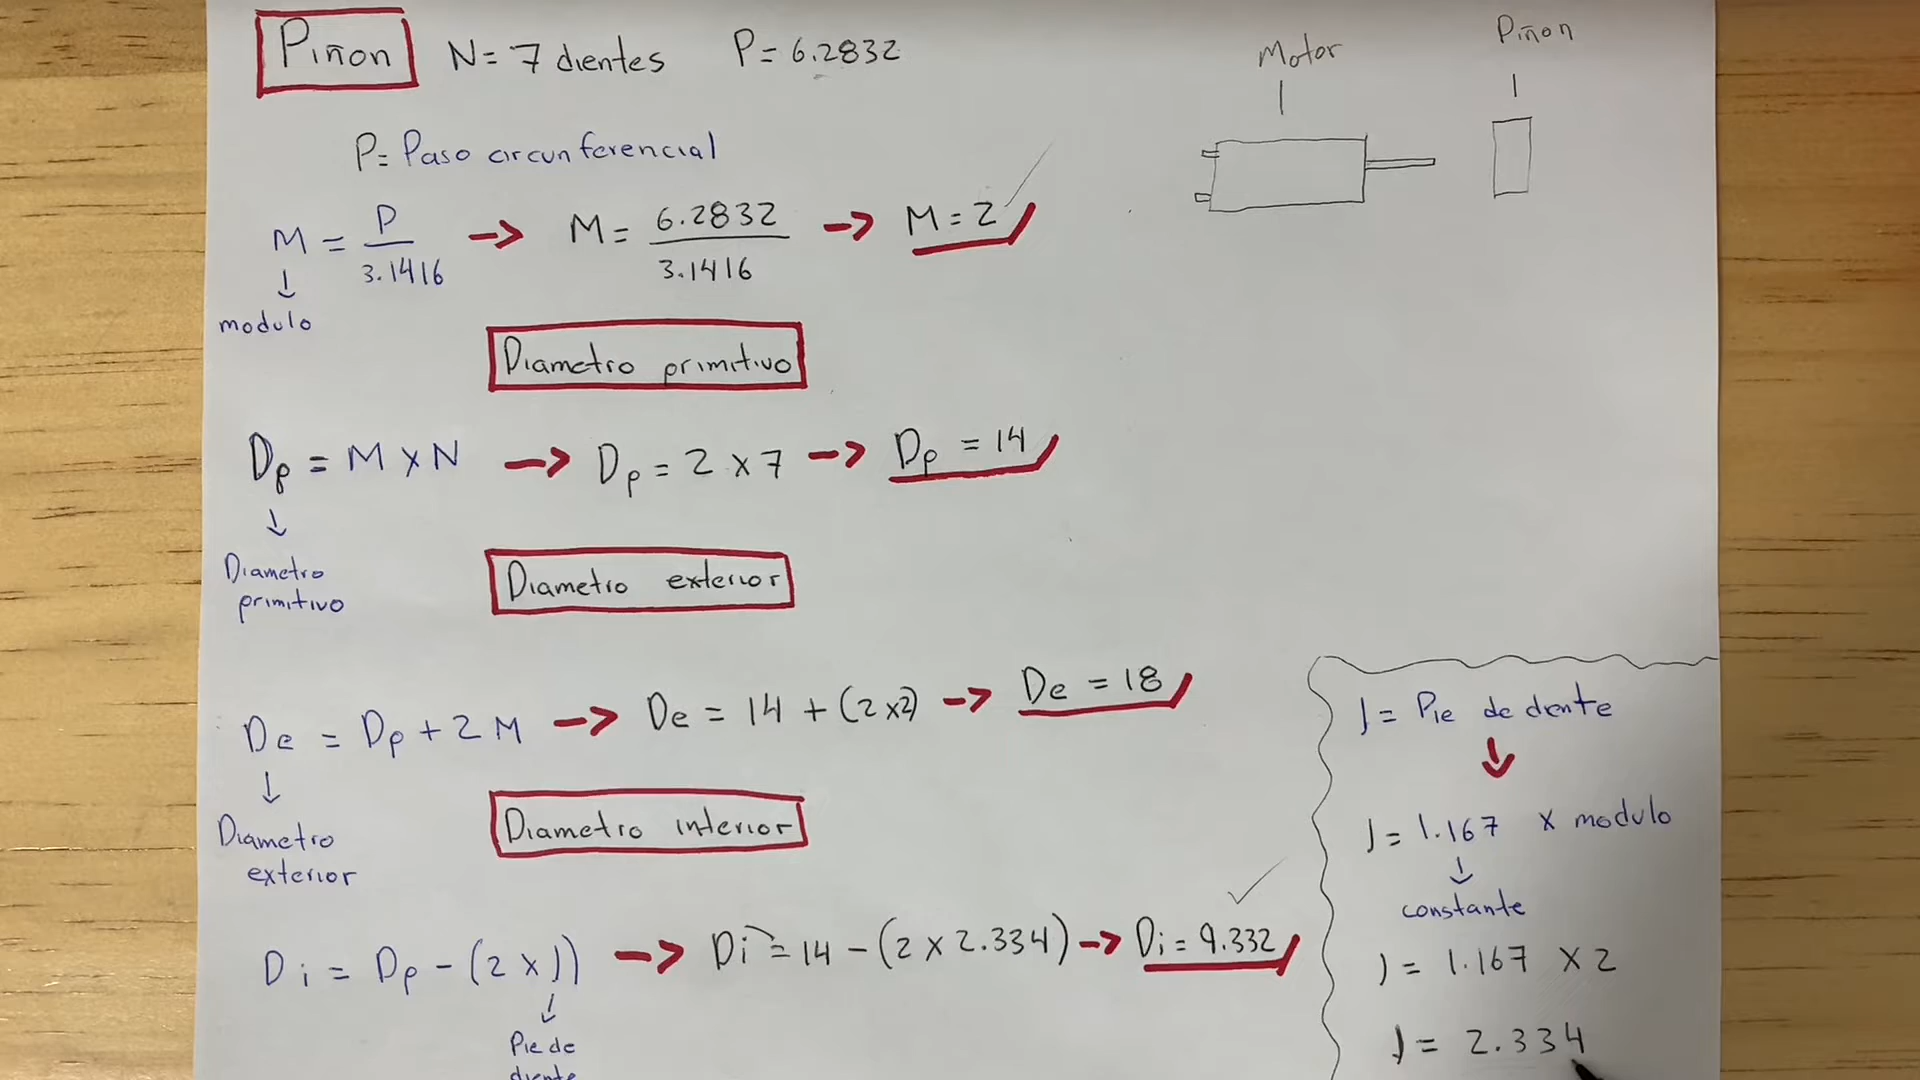 Piñon N= 7 dientes P= 6.2832
Motor
Piñon
P= Paso circunferencial
M = P / 3.1416 → M= 6.2832 / 3.1416 → M = 2
modulo
Diametro primitivo
Dp = M x N → Dp = 2 x 7 → Dp = 14
Diametro
primitivo
Diametro exterior
De = Dp + 2 M → De = 14 + (2 x 2) → De = 18
Diametro
exterior
Diametro interior
Di = Dp - (2 x J) → Di = 14 - (2 x 2.334) → Di = 9.332
Pie de
diente
J = Pie de diente
J = 1.167 x modulo
constante
J = 1.167 x 2
J = 2.334